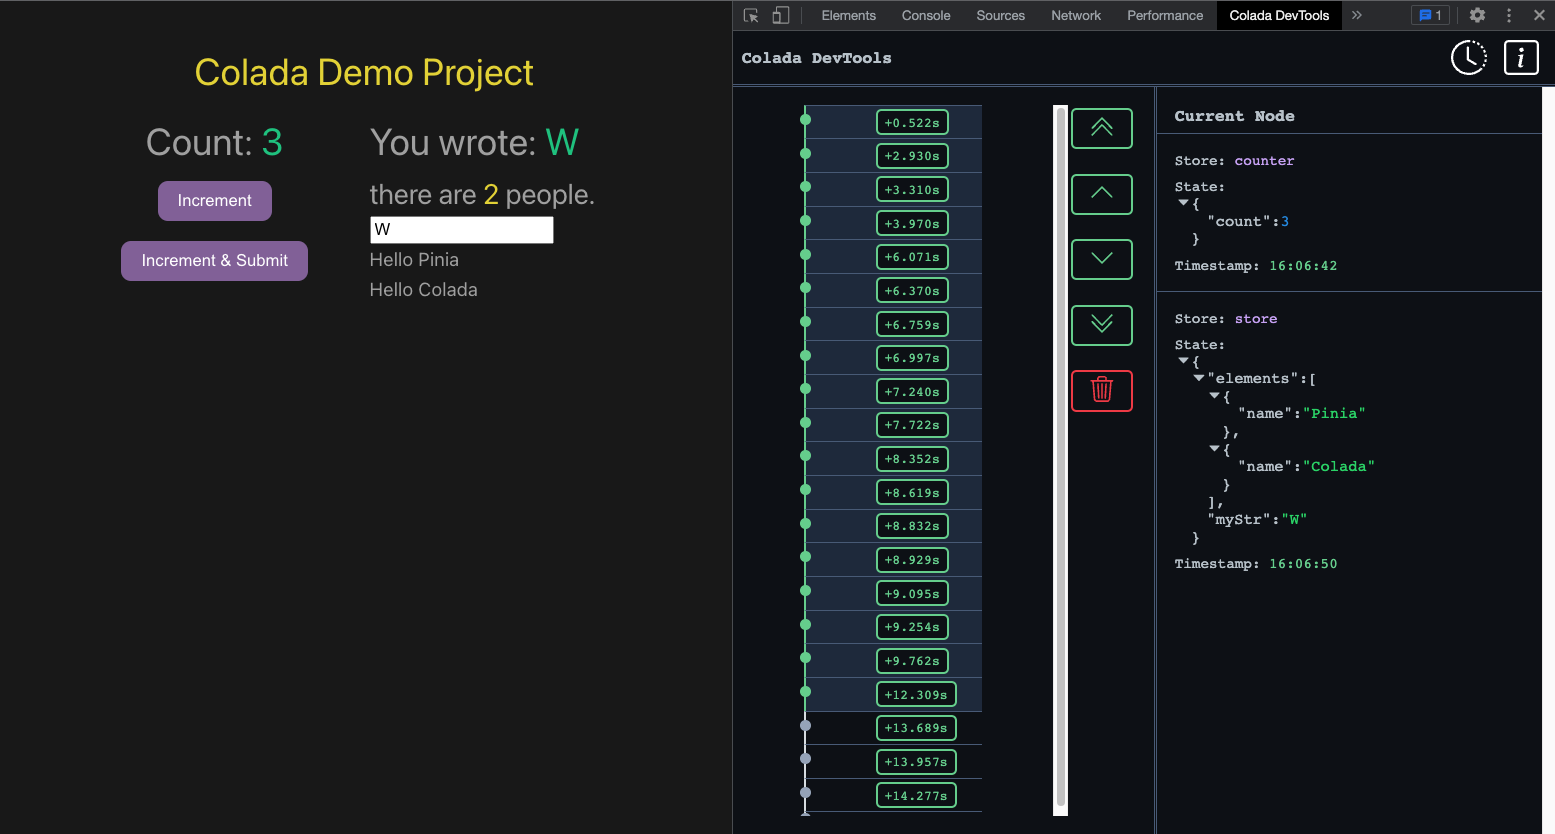 Colada Demo Project
Count: 3
Increment
Increment & Submit
You wrote: W
there are 2 people.
W
Hello Pinia
Hello Colada
Elements Console Sources Network Performance Colada DevTools » 1
Colada DevTools
i
+0.522s
+2.930s
+3.310s
+3.970s
+6.071s
+6.370s
+6.759s
+6.997s
+7.240s
+7.722s
+8.352s
+8.619s
+8.832s
+8.929s
+9.095s
+9.254s
+9.762s
+12.309s
+13.689s
+13.957s
+14.277s
Current Node
Store: counter
State:
{
"count":3
}
Timestamp: 16:06:42
Store: store
State:
{
"elements":[
{
"name":"Pinia"
},
{
"name":"Colada"
}
],
"myStr":"W"
}
Timestamp: 16:06:50